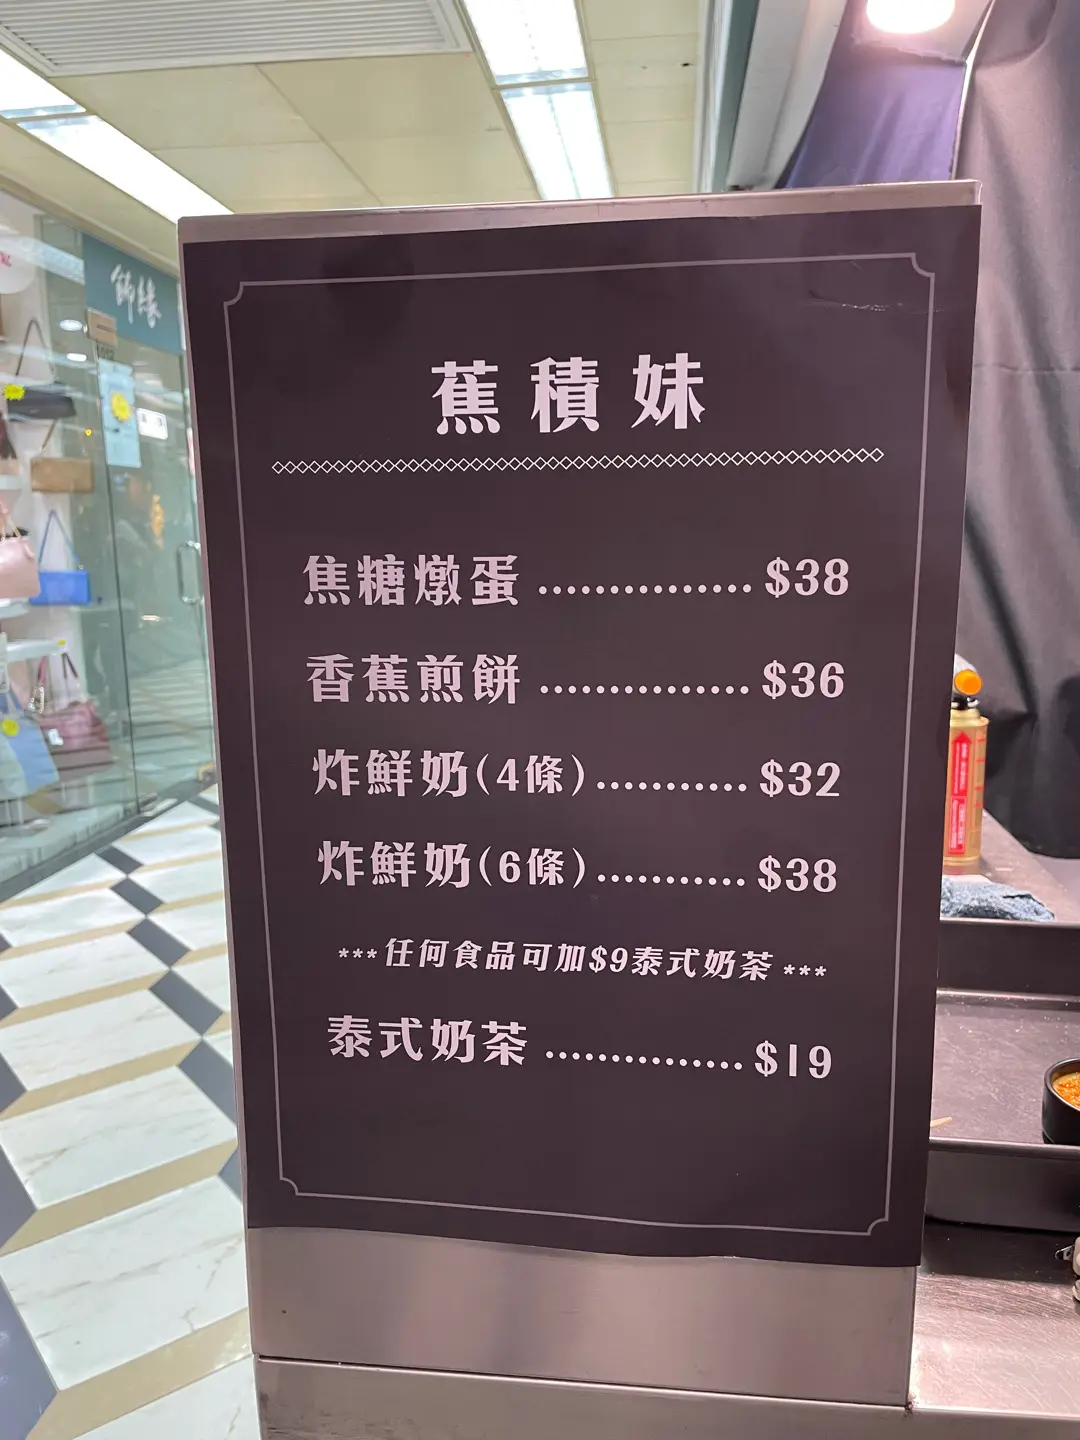 飾緣
蕉積妹
焦糖燉蛋 ............... $38
香蕉煎餅 ............... $36
炸鮮奶(4條)........... $32
炸鮮奶(6條)........... $38
***任何食品可加$9泰式奶茶 ***
泰式奶茶 ............... $19